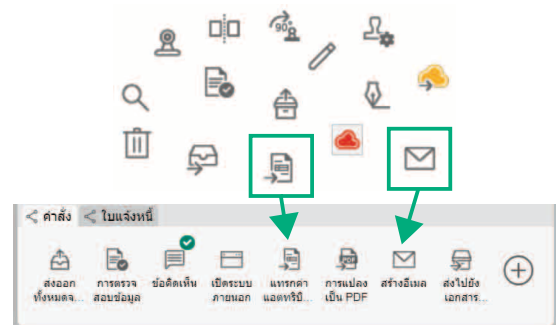 90°
คำสั่ง
ใบแจ้งหนี้
ส่งออก
ทั้งหมดจ...
การตรวจ
สอบข้อมูล
ข้อคิดเห็น
เปิดระบบ
ภายนอก
แทรกค่า
แอตทริบิ...
การแปลง
เป็น PDF
สร้างอีเมล
ส่งไปยัง
เอกสาร...